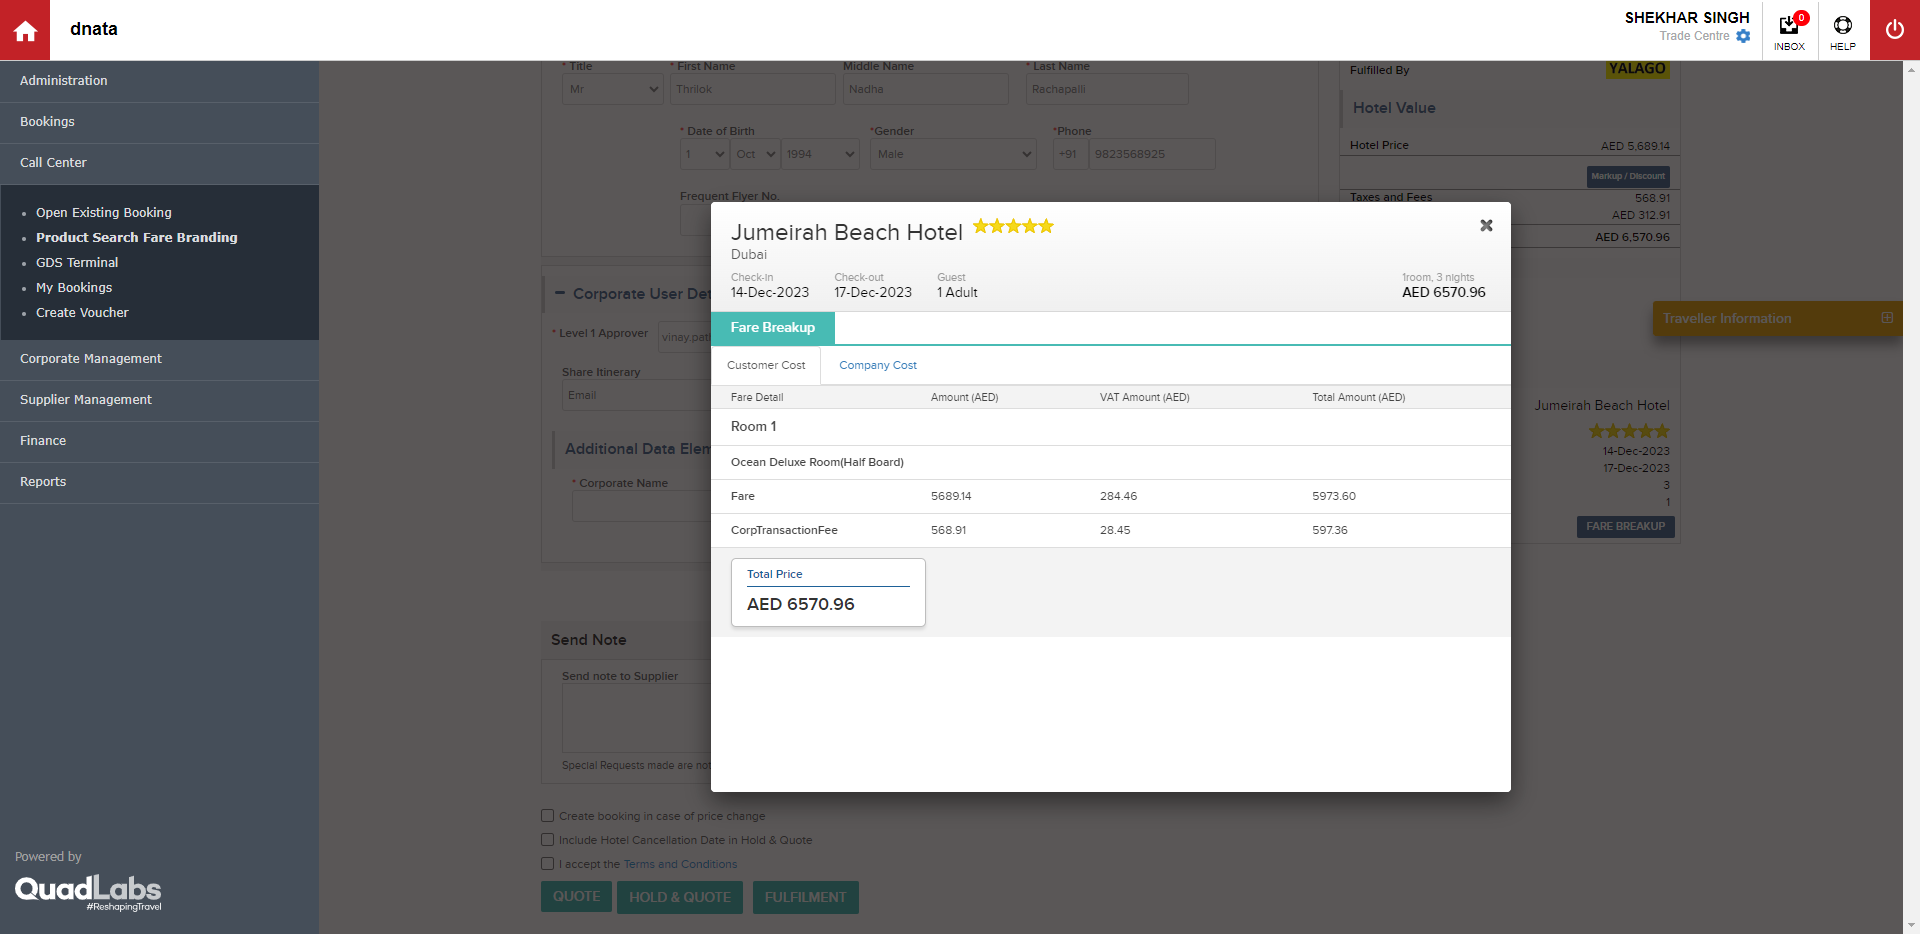 dnata
SHEKHAR SINGH
Trade Centre
0
INBOX
HELP
Administration
Bookings
Call Center
Open Existing Booking
Product Search Fare Branding
GDS Terminal
My Bookings
Create Voucher
Corporate Management
Supplier Management
Finance
Reports
Powered by
QuadLabs
#ReshapingTravel
* Title * First Name Middle Name * Last Name
Mr Thrilok Nadha Rachapalli
* Date of Birth *Gender *Phone
1 Oct 1994 Male +91 9823568925
Frequent Flyer No.
Corporate User Det
* Level 1 Approver vinay.pat
Share Itinerary
Email
Additional Data Elem
* Corporate Name
Send Note
Send note to Supplier
Special Requests made are not
Create booking in case of price change
Include Hotel Cancellation Date in Hold & Quote
I accept the Terms and Conditions
QUOTE HOLD & QUOTE FULFILMENT
Jumeirah Beach Hotel
Dubai
Check-in Check-out Guest 1room, 3 nights
14-Dec-2023 17-Dec-2023 1 Adult AED 6570.96
Fare Breakup
Customer Cost Company Cost
Fare Detail Amount (AED) VAT Amount (AED) Total Amount (AED)
Room 1
Ocean Deluxe Room(Half Board)
Fare 5689.14 284.46 5973.60
CorpTransactionFee 568.91 28.45 597.36
Total Price
AED 6570.96
Fulfilled By YALAGO
Hotel Value
Hotel Price AED 5,689.14
Markup / Discount
Taxes and Fees 568.91
AED 312.91
AED 6,570.96
Traveller Information
Jumeirah Beach Hotel
14-Dec-2023
17-Dec-2023
3
1
FARE BREAKUP